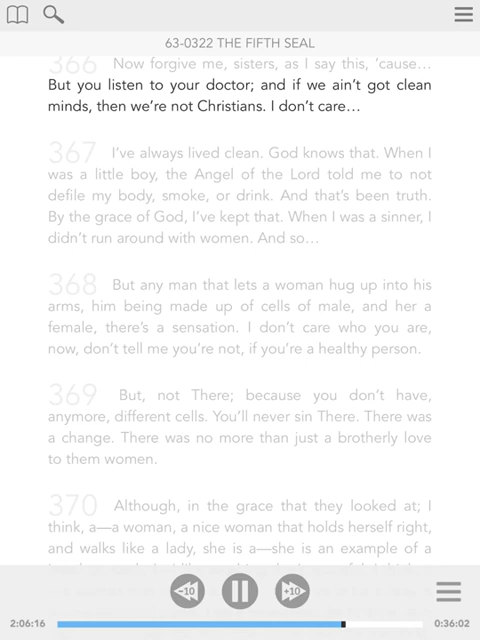 63-0322 THE FIFTH SEAL
366 Now forgive me, sisters, as I say this, ‘cause…
But you listen to your doctor; and if we ain’t got clean
minds, then we’re not Christians. I don’t care…
367 I’ve always lived clean. God knows that. When I
was a little boy, the Angel of the Lord told me to not
defile my body, smoke, or drink. And that’s been truth.
By the grace of God, I’ve kept that. When I was a sinner, I
didn’t run around with women. And so…
368 But any man that lets a woman hug up into his
arms, him being made up of cells of male, and her a
female, there’s a sensation. I don’t care who you are,
now, don’t tell me you’re not, if you’re a healthy person.
369 But, not There; because you don’t have,
anymore, different cells. You’ll never sin There. There was
a change. There was no more than just a brotherly love
to them women.
370 Although, in the grace that they looked at; I
think, a—a woman, a nice woman that holds herself right,
and walks like a lady, she is a—she is an example of a
-10 +10
2:06:16 0:36:02